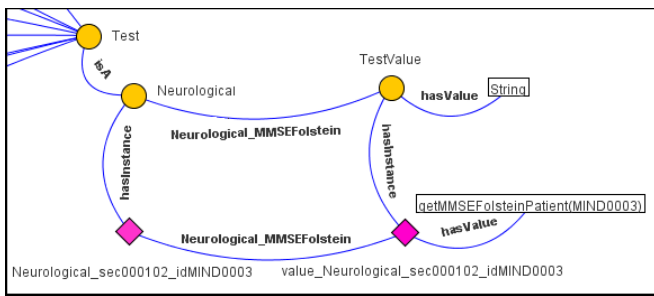 Test
isA
TestValue
Neurological
hasValue
String
Neurological_MMSEFolstein
hasInstance
hasInstance
getMMSEFolsteinPatient(MIND0003)
hasValue
Neurological_MMSEFolstein
Neurological_sec000102_idMIND0003
value_Neurological_sec000102_idMIND0003